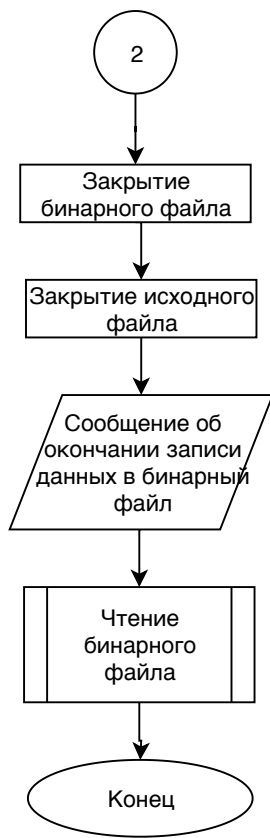 2
Закрытие
бинарного файла
Закрытие исходного
файла
Сообщение об
окончании записи
данных в бинарный
файл
Чтение
бинарного
файла
Конец